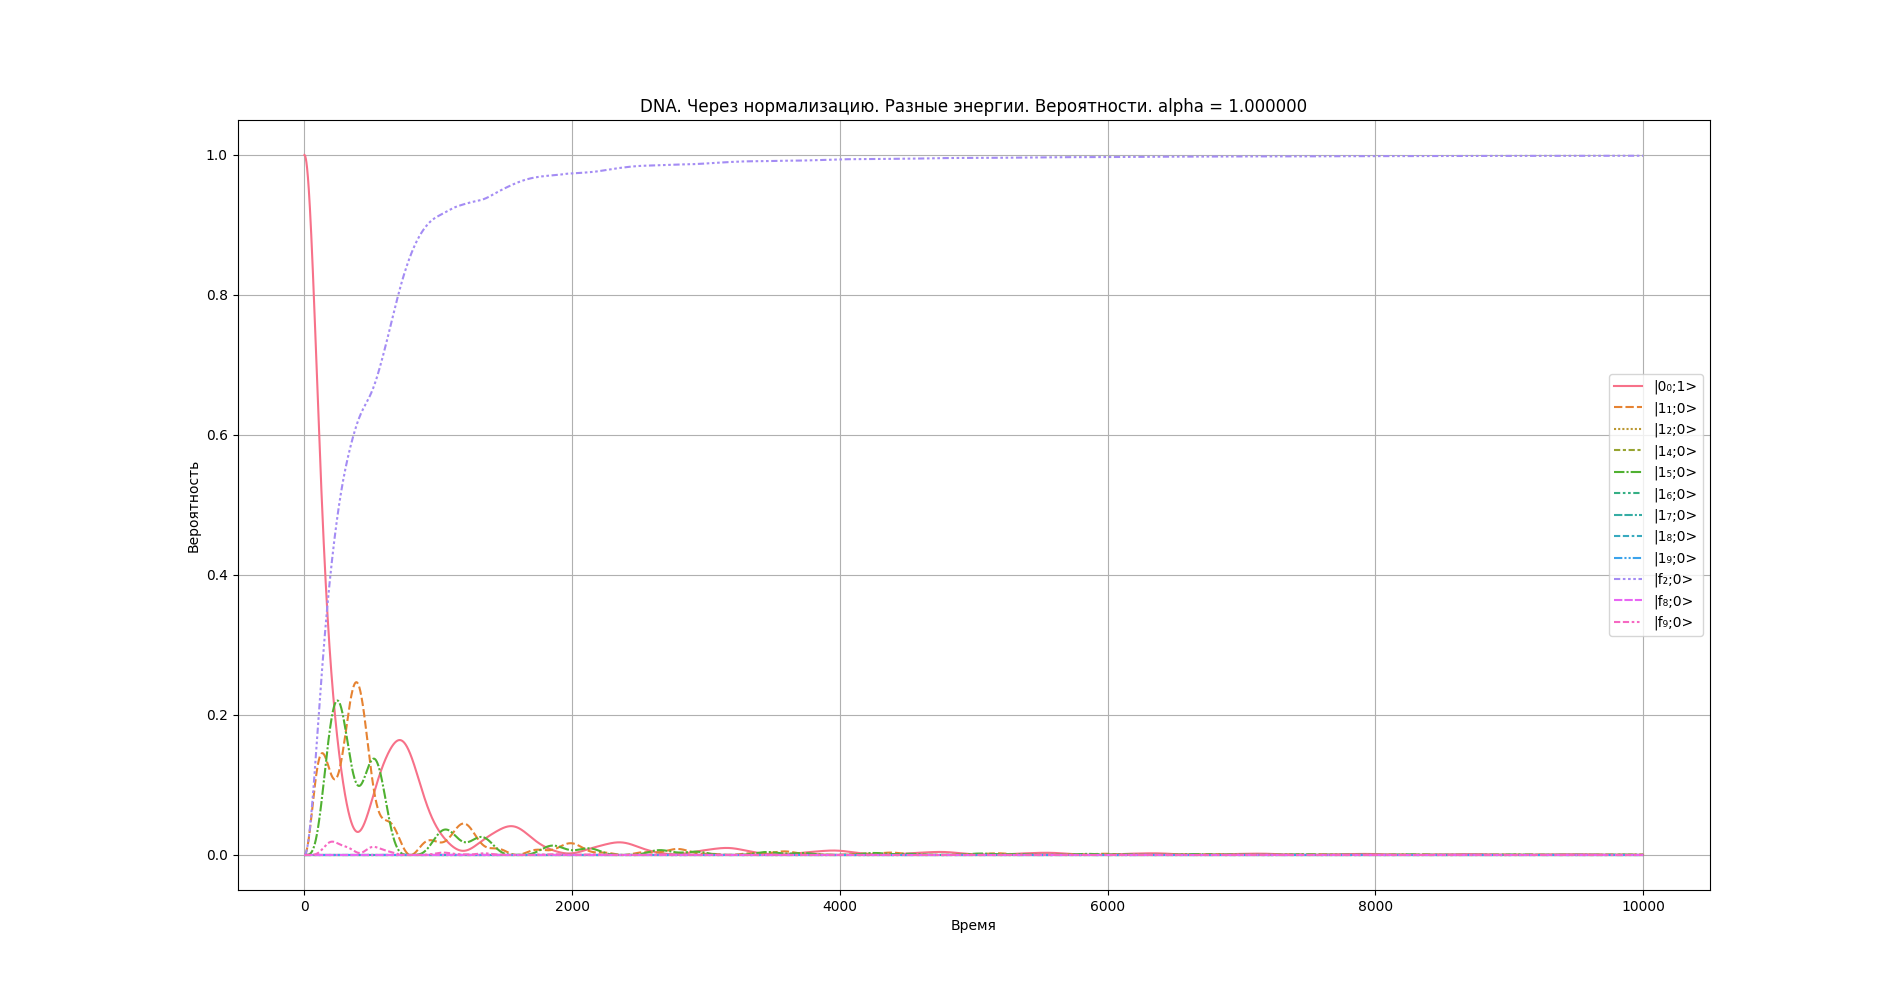 DNA. Через нормализацию. Разные энергии. Вероятности. alpha = 1.000000
1.0
0.8
0.6
0.4
0.2
0.0
Вероятность
0 2000 4000 6000 8000 10000
Время
|0₀;1>
|1₁;0>
|1₂;0>
|1₄;0>
|1₅;0>
|1₆;0>
|1₇;0>
|1₈;0>
|1₉;0>
|f₂;0>
|f₈;0>
|f₉;0>